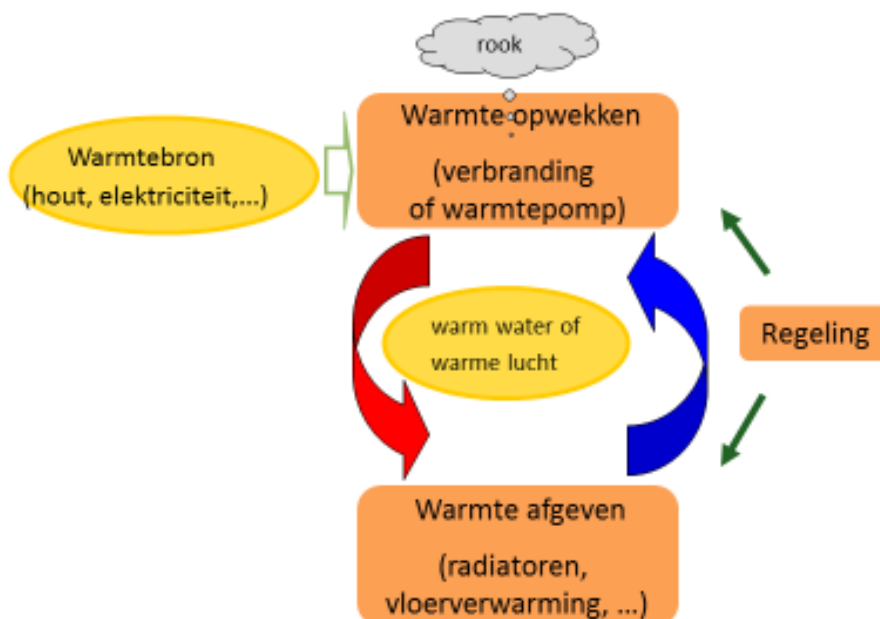 rook
Warmte opwekken
(verbranding
of warmtepomp)
Warmtebron
(hout, elektriciteit,...)
warm water of
warme lucht
Regeling
Warmte afgeven
(radiatoren,
vloerverwarming, ...)